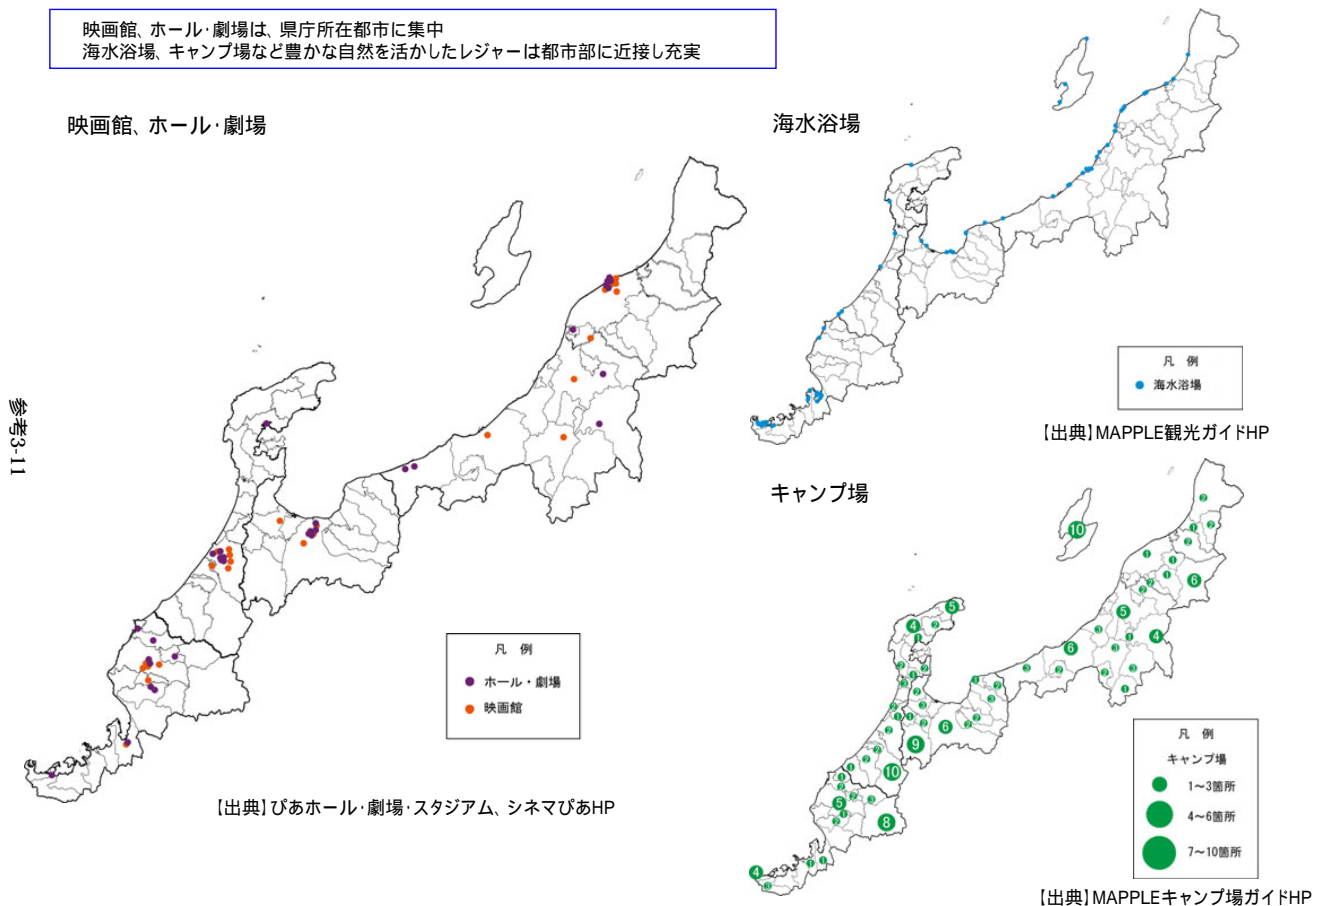 映画館、ホール・劇場は、県庁所在都市に集中
海水浴場、キャンプ場など豊かな自然を活かしたレジャーは都市部に近接し充実
映画館、ホール・劇場
凡 例
ホール・劇場
映画館
【出典】ぴあホール・劇場・スタジアム、シネマぴあHP
海水浴場
凡 例
海水浴場
【出典】MAPPLE観光ガイドHP
キャンプ場
凡 例
キャンプ場
1～3箇所
4～6箇所
7～10箇所
【出典】MAPPLEキャンプ場ガイドHP
参考3-11